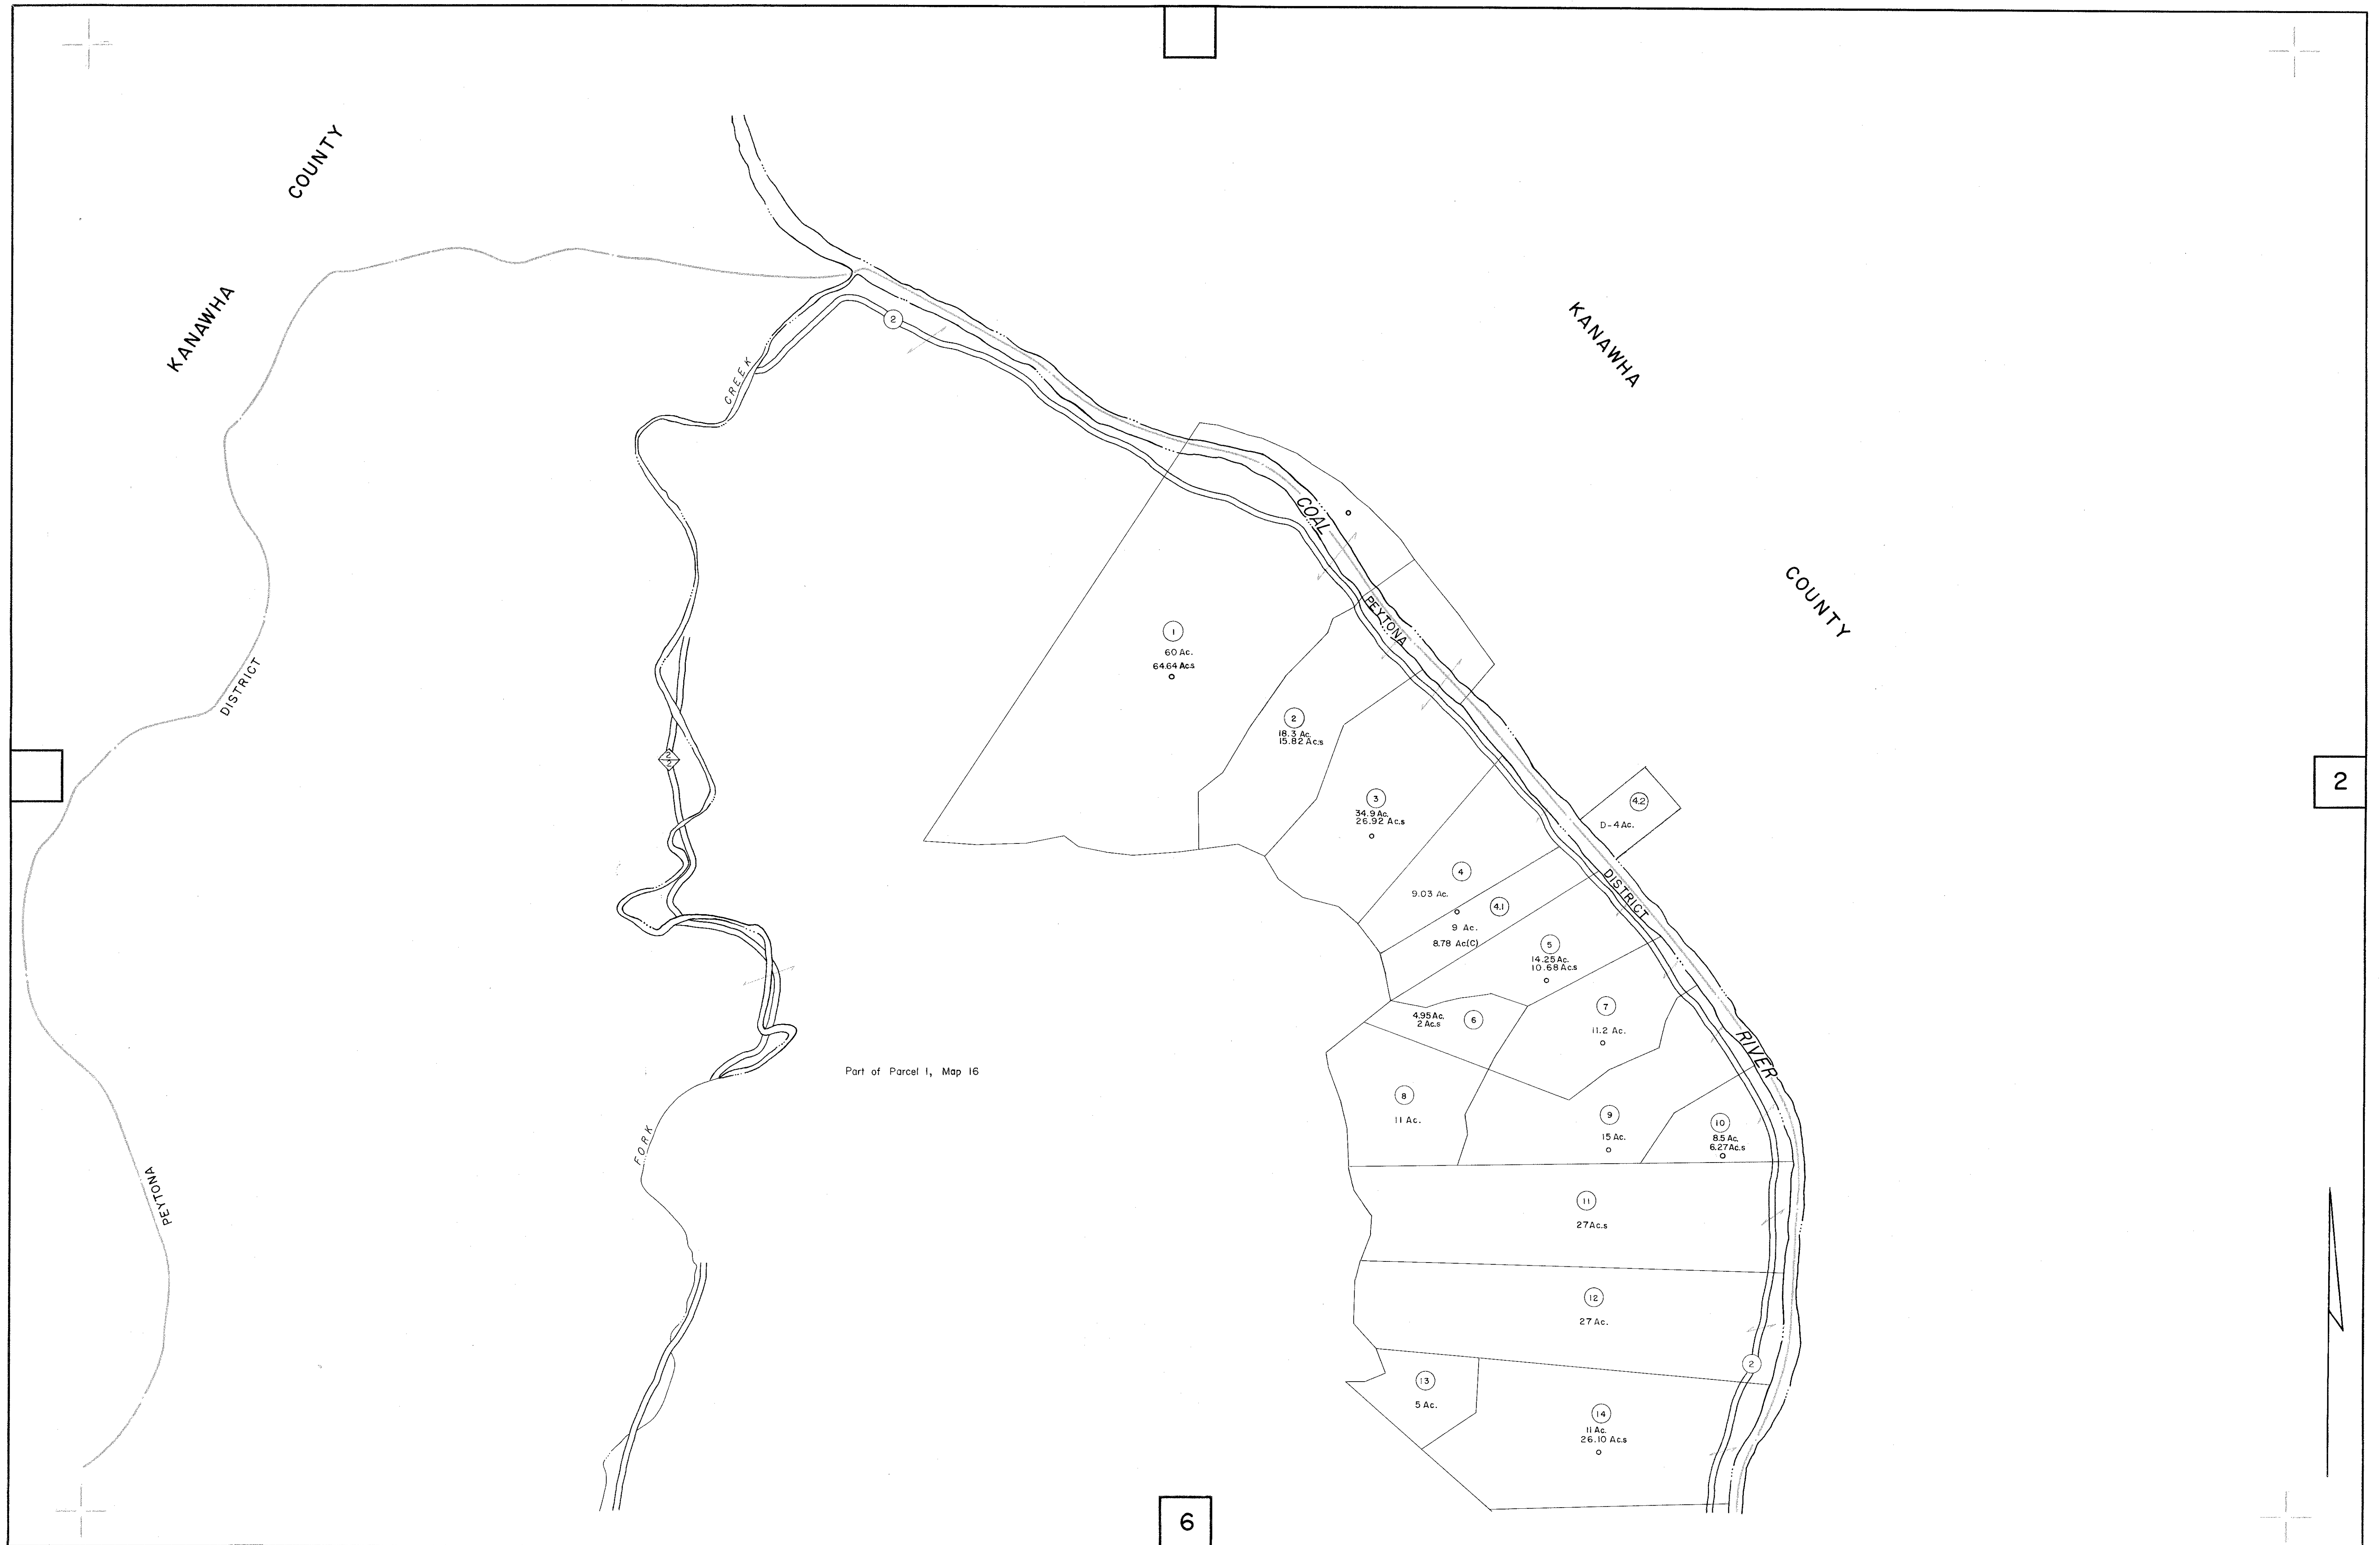 COUNTY
KANAWHA
2
CREEK
KANAWHA
COAL
COUNTY
PEYTONA
1
60 Ac.
64.64 Ac.s
DISTRICT
2
18.3 Ac.
15.82 Ac.s
2
2
2
3
34.9 Ac.
26.92 Ac.s
4.2
D-4 Ac.
4
9.03 Ac.
4.1
9 Ac.
8.78 Ac(C)
DISTRICT
5
14.25 Ac.
10.68 Ac.s
4.95 Ac.
2 Ac.s
6
7
11.2 Ac.
RIVER
Part of Parcel 1, Map 16
8
11 Ac.
9
15 Ac.
10
8.5 Ac.
6.27 Ac.s
FORK
PEYTONA
11
27 Ac.s
12
27 Ac.
2
13
5 Ac.
14
11 Ac.
26.10 Ac.s
6